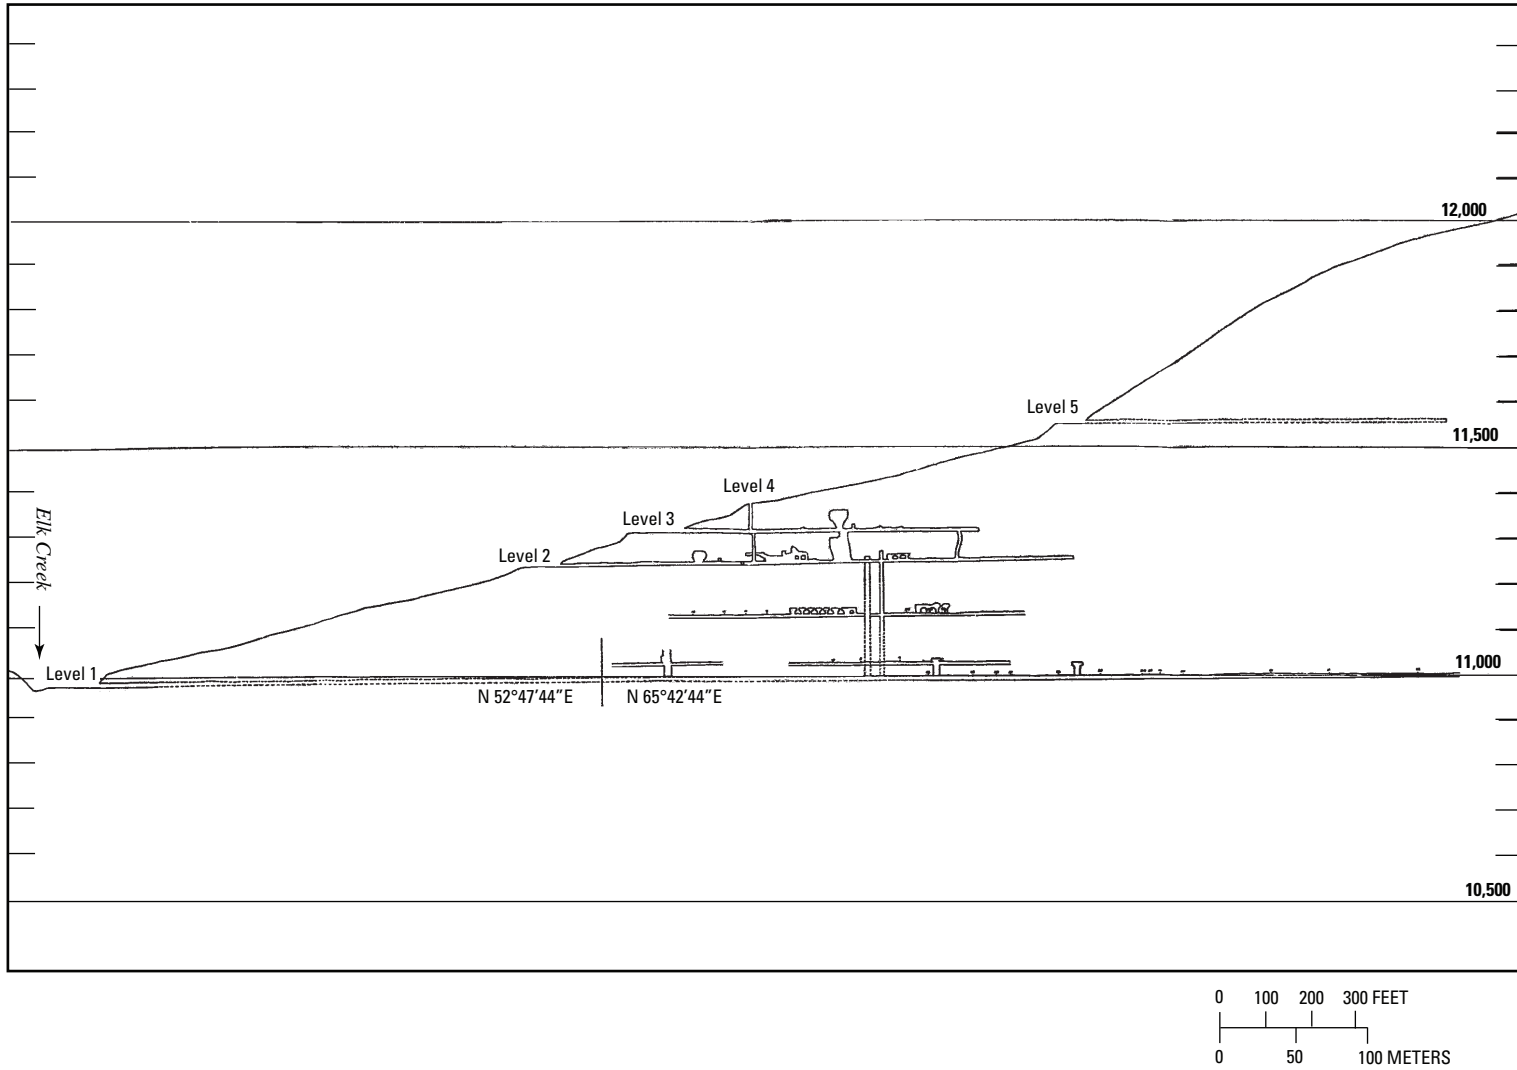 12,000
Level 5
11,500
Level 4
Level 3
Level 2
Elk Creek
Level 1
11,000
N 52°47′44″E
N 65°42′44″E
10,500
0 100 200 300 FEET
0 50 100 METERS